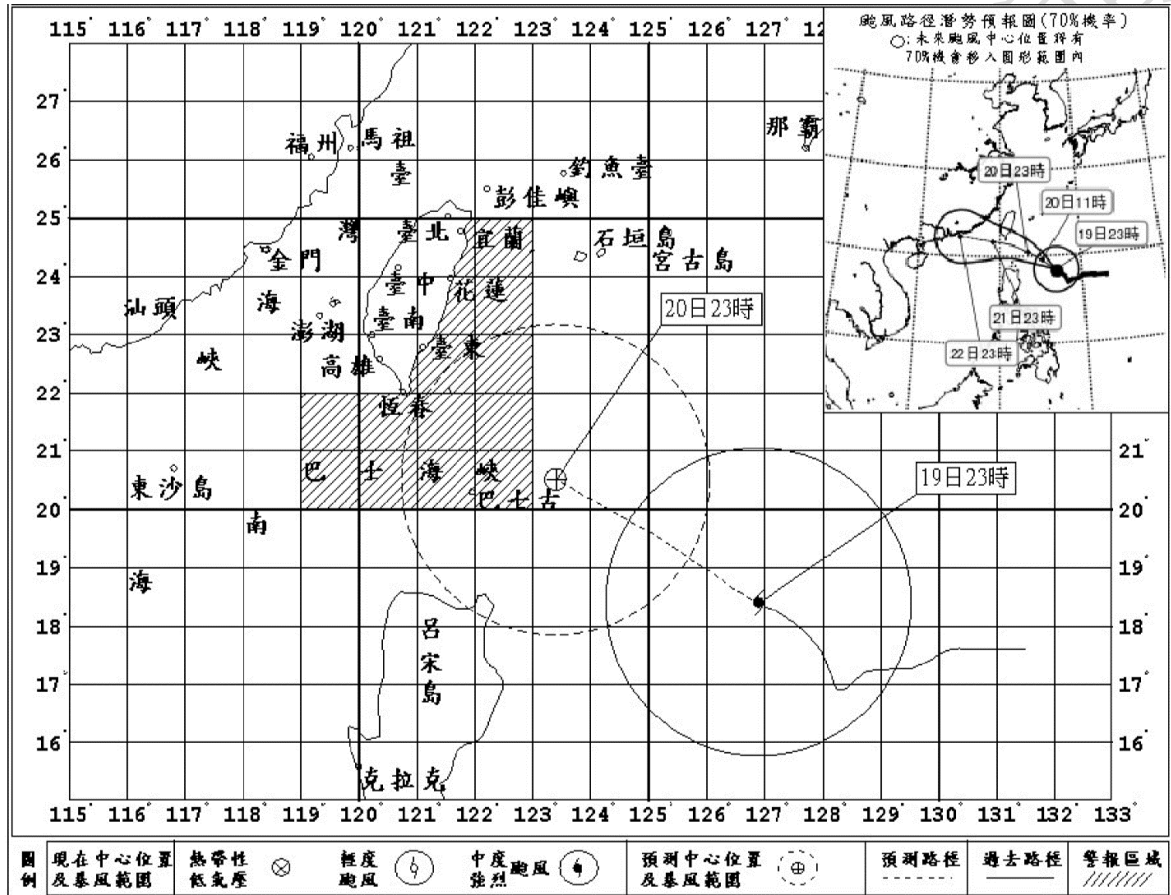 115° 116° 117° 118° 119° 120° 121° 122° 123° 124° 125° 126° 127° 12
颱風路徑潛勢預報圖(70%機率)
○:未來颱風中心位置將有
70%機會移入圓形範圍內
20日23時
20日11時
19日23時
21日23時
22日23時
27°
26°
25°
24°
23°
22°
21°
20°
19°
18°
17°
16°
那霸
福州
馬祖
臺
灣
海
峽
釣魚臺
彭佳嶼
臺北
宜蘭
石垣島
宮古島
金門
臺中
花蓮
汕頭
澎湖
臺南
臺東
高雄
恆春
20日23時
巴士海峽
巴士古
東沙島
南
海
19日23時
呂宋島
克拉克
21°
20°
19°
18°
17°
16°
115° 116° 117° 118° 119° 120° 121° 122° 123° 124° 125° 126° 127° 128° 129° 130° 131° 132° 133°
圖例
現在中心位置及暴風範圍
熱帶性低氣壓
輕度颱風
中度強烈颱風
預測中心位置及暴風範圍
預測路徑
過去路徑
警報區域